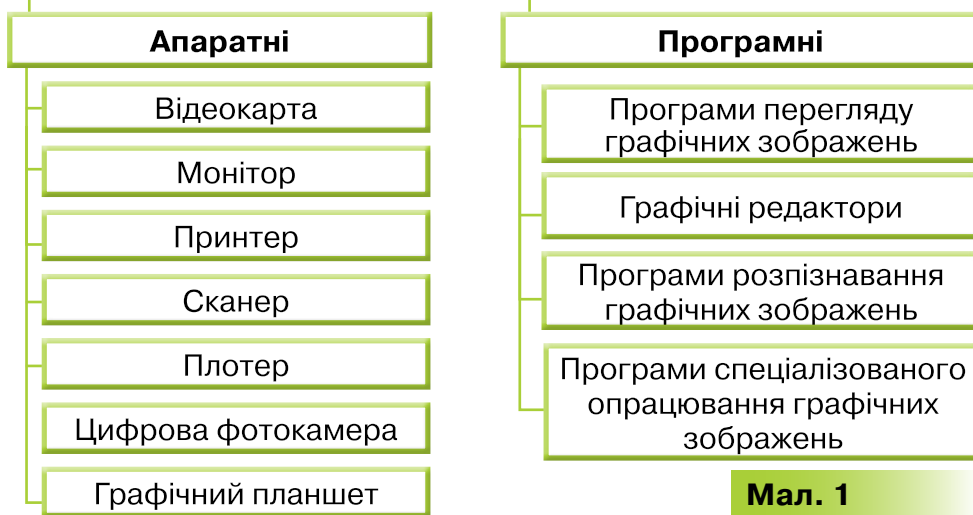 Апаратні
Відеокарта
Монітор
Принтер
Сканер
Плотер
Цифрова фотокамера
Графічний планшет
Програмні
Програми перегляду
графічних зображень
Графічні редактори
Програми розпізнавання
графічних зображень
Програми спеціалізованого
опрацювання графічних
зображень
Мал. 1